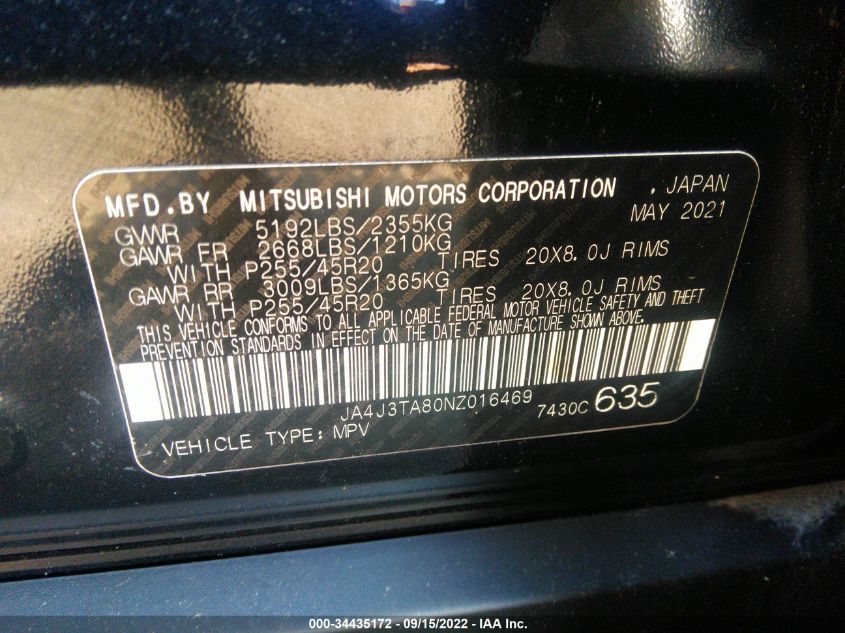 MFD.BY MITSUBISHI MOTORS CORPORATION , JAPAN
MAY 2021
GVWR 5192LBS/2355KG
GAWR FR 2668LBS/1210KG
WITH P255/45R20 TIRES 20X8.0J RIMS
GAWR RR 3009LBS/1365KG
WITH P255/45R20 TIRES 20X8.0J RIMS
THIS VEHICLE CONFORMS TO ALL APPLICABLE FEDERAL MOTOR VEHICLE SAFETY AND THEFT
PREVENTION STANDARDS IN EFFECT ON THE DATE OF MANUFACTURE SHOWN ABOVE.
JA4J3TA80NZ016469 7430C 635
VEHICLE TYPE: MPV
000-34435172 - 09/15/2022 - IAA Inc.